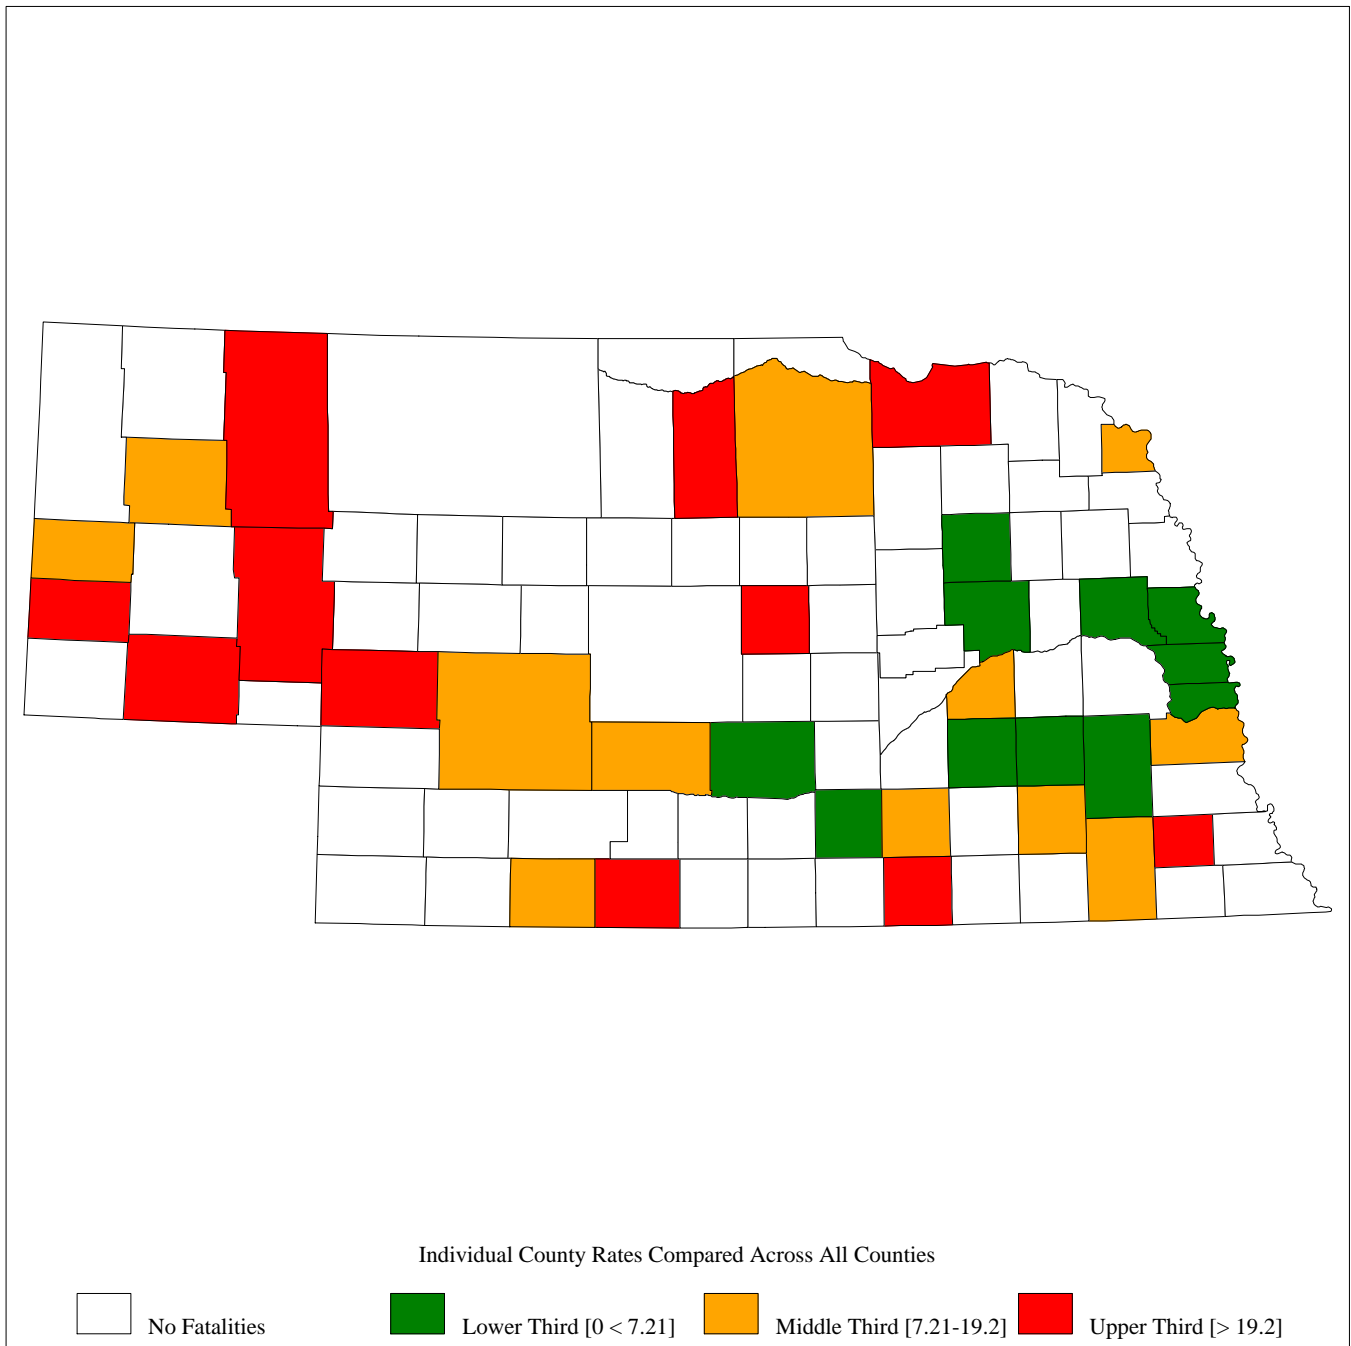 Individual County Rates Compared Across All Counties
No Fatalities Lower Third [0 < 7.21] Middle Third [7.21-19.2] Upper Third [> 19.2]